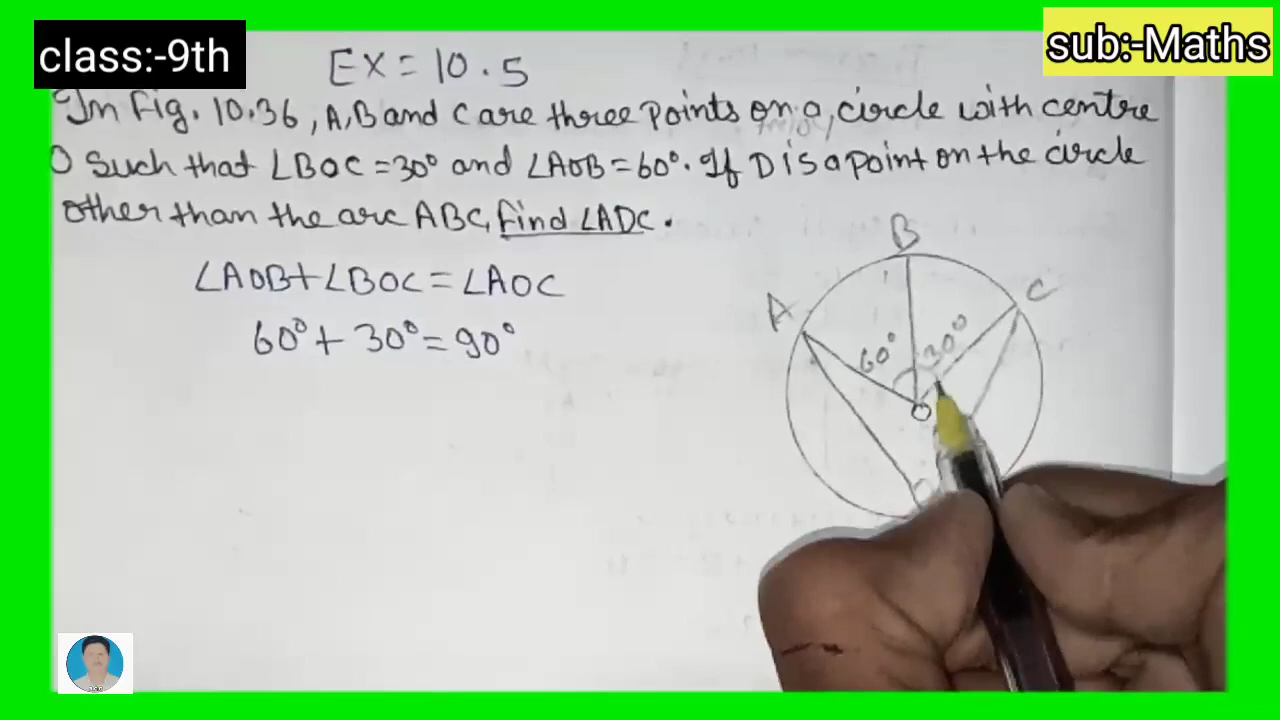 class:-9th
sub:-Maths
Ex = 10.5
In Fig. 10.36, A, B and C are three points on a circle with centre
O such that ∠BOC = 30° and ∠AOB = 60°. If D is a point on the circle
other than the arc ABC, find ∠ADC.
∠AOB + ∠BOC = ∠AOC
60° + 30° = 90°
B
C
A
60° 30°
O